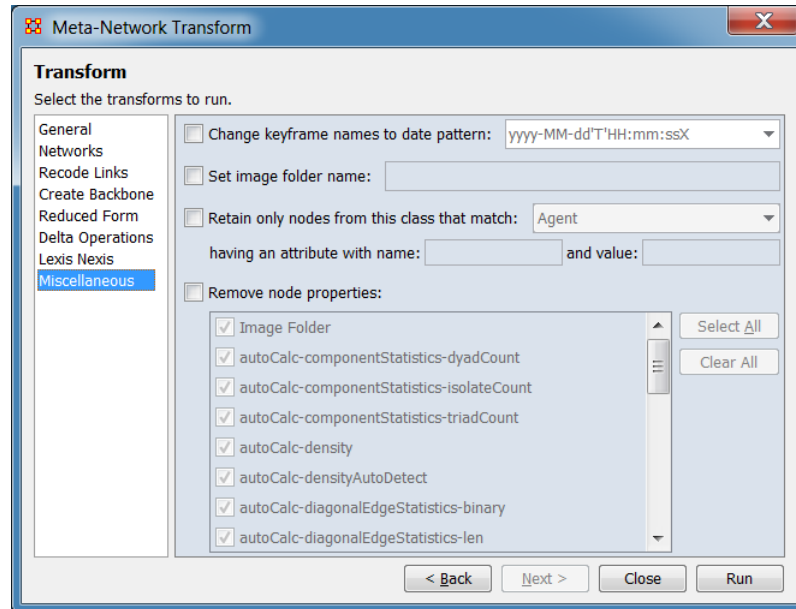 Meta-Network Transform
Transform
Select the transforms to run.
General
Networks
Recode Links
Create Backbone
Reduced Form
Delta Operations
Lexis Nexis
Miscellaneous
Change keyframe names to date pattern: yyyy-MM-dd'T'HH:mm:ssX
Set image folder name:
Retain only nodes from this class that match: Agent
having an attribute with name: and value:
Remove node properties:
Image Folder
autoCalc-componentStatistics-dyadCount
autoCalc-componentStatistics-isolateCount
autoCalc-componentStatistics-triadCount
autoCalc-density
autoCalc-densityAutoDetect
autoCalc-diagonalEdgeStatistics-binary
autoCalc-diagonalEdgeStatistics-len
Select All
Clear All
< Back Next > Close Run